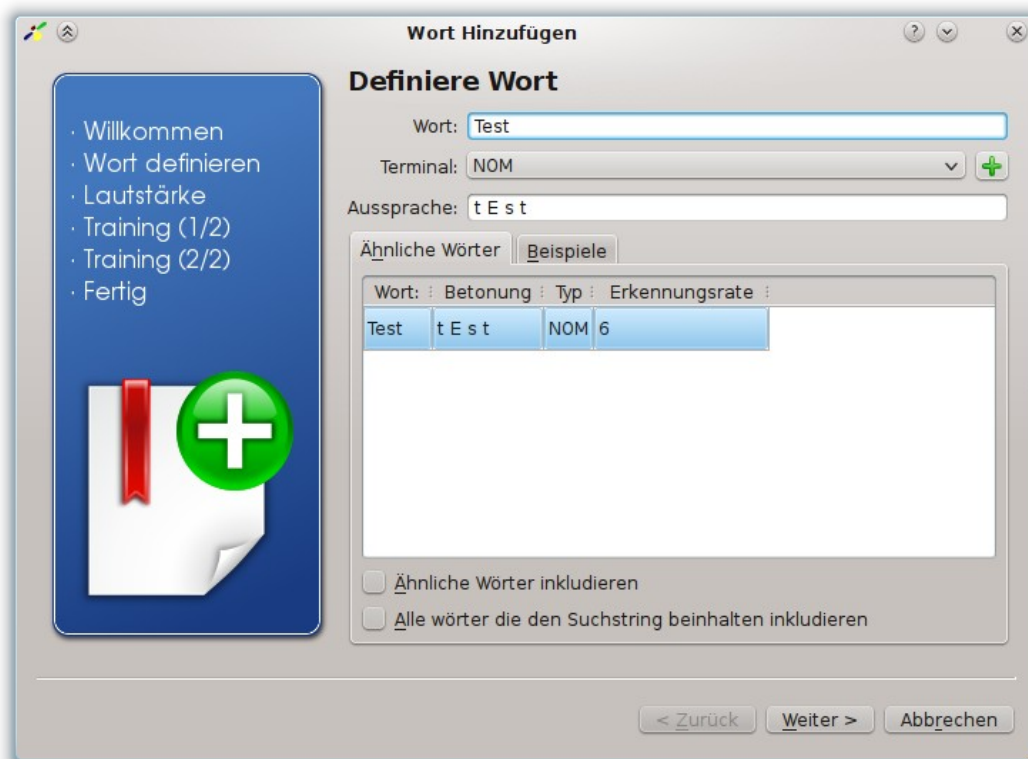 Wort Hinzufügen
· Willkommen
· Wort definieren
· Lautstärke
· Training (1/2)
· Training (2/2)
· Fertig
Definiere Wort
Wort: Test
Terminal: NOM
Aussprache: t E s t
Ähnliche Wörter Beispiele
Wort: Betonung Typ Erkennungsrate
Test t E s t NOM 6
Ähnliche Wörter inkludieren
Alle wörter die den Suchstring beinhalten inkludieren
< Zurück Weiter > Abbrechen